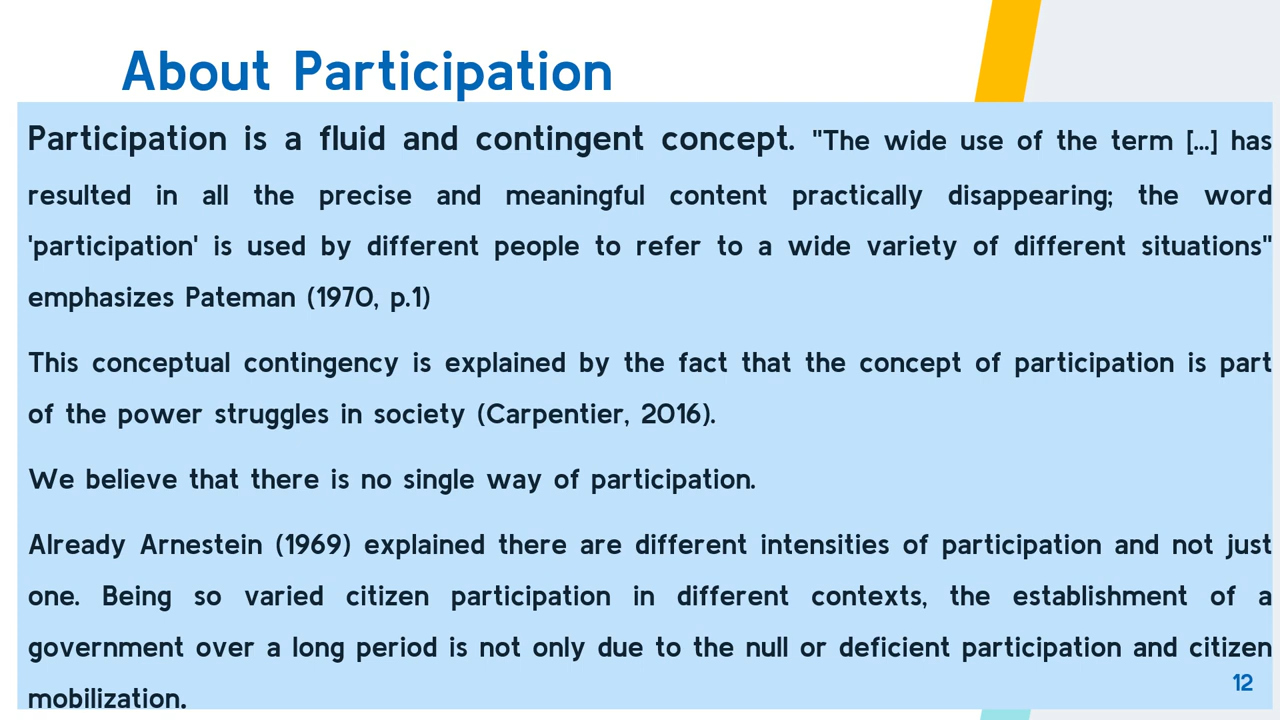 About Participation
Participation is a fluid and contingent concept. "The wide use of the term [...] has
resulted in all the precise and meaningful content practically disappearing; the word
'participation' is used by different people to refer to a wide variety of different situations"
emphasizes Pateman (1970, p.1)
This conceptual contingency is explained by the fact that the concept of participation is part
of the power struggles in society (Carpentier, 2016).
We believe that there is no single way of participation.
Already Arnestein (1969) explained there are different intensities of participation and not just
one. Being so varied citizen participation in different contexts, the establishment of a
government over a long period is not only due to the null or deficient participation and citizen
mobilization.
12